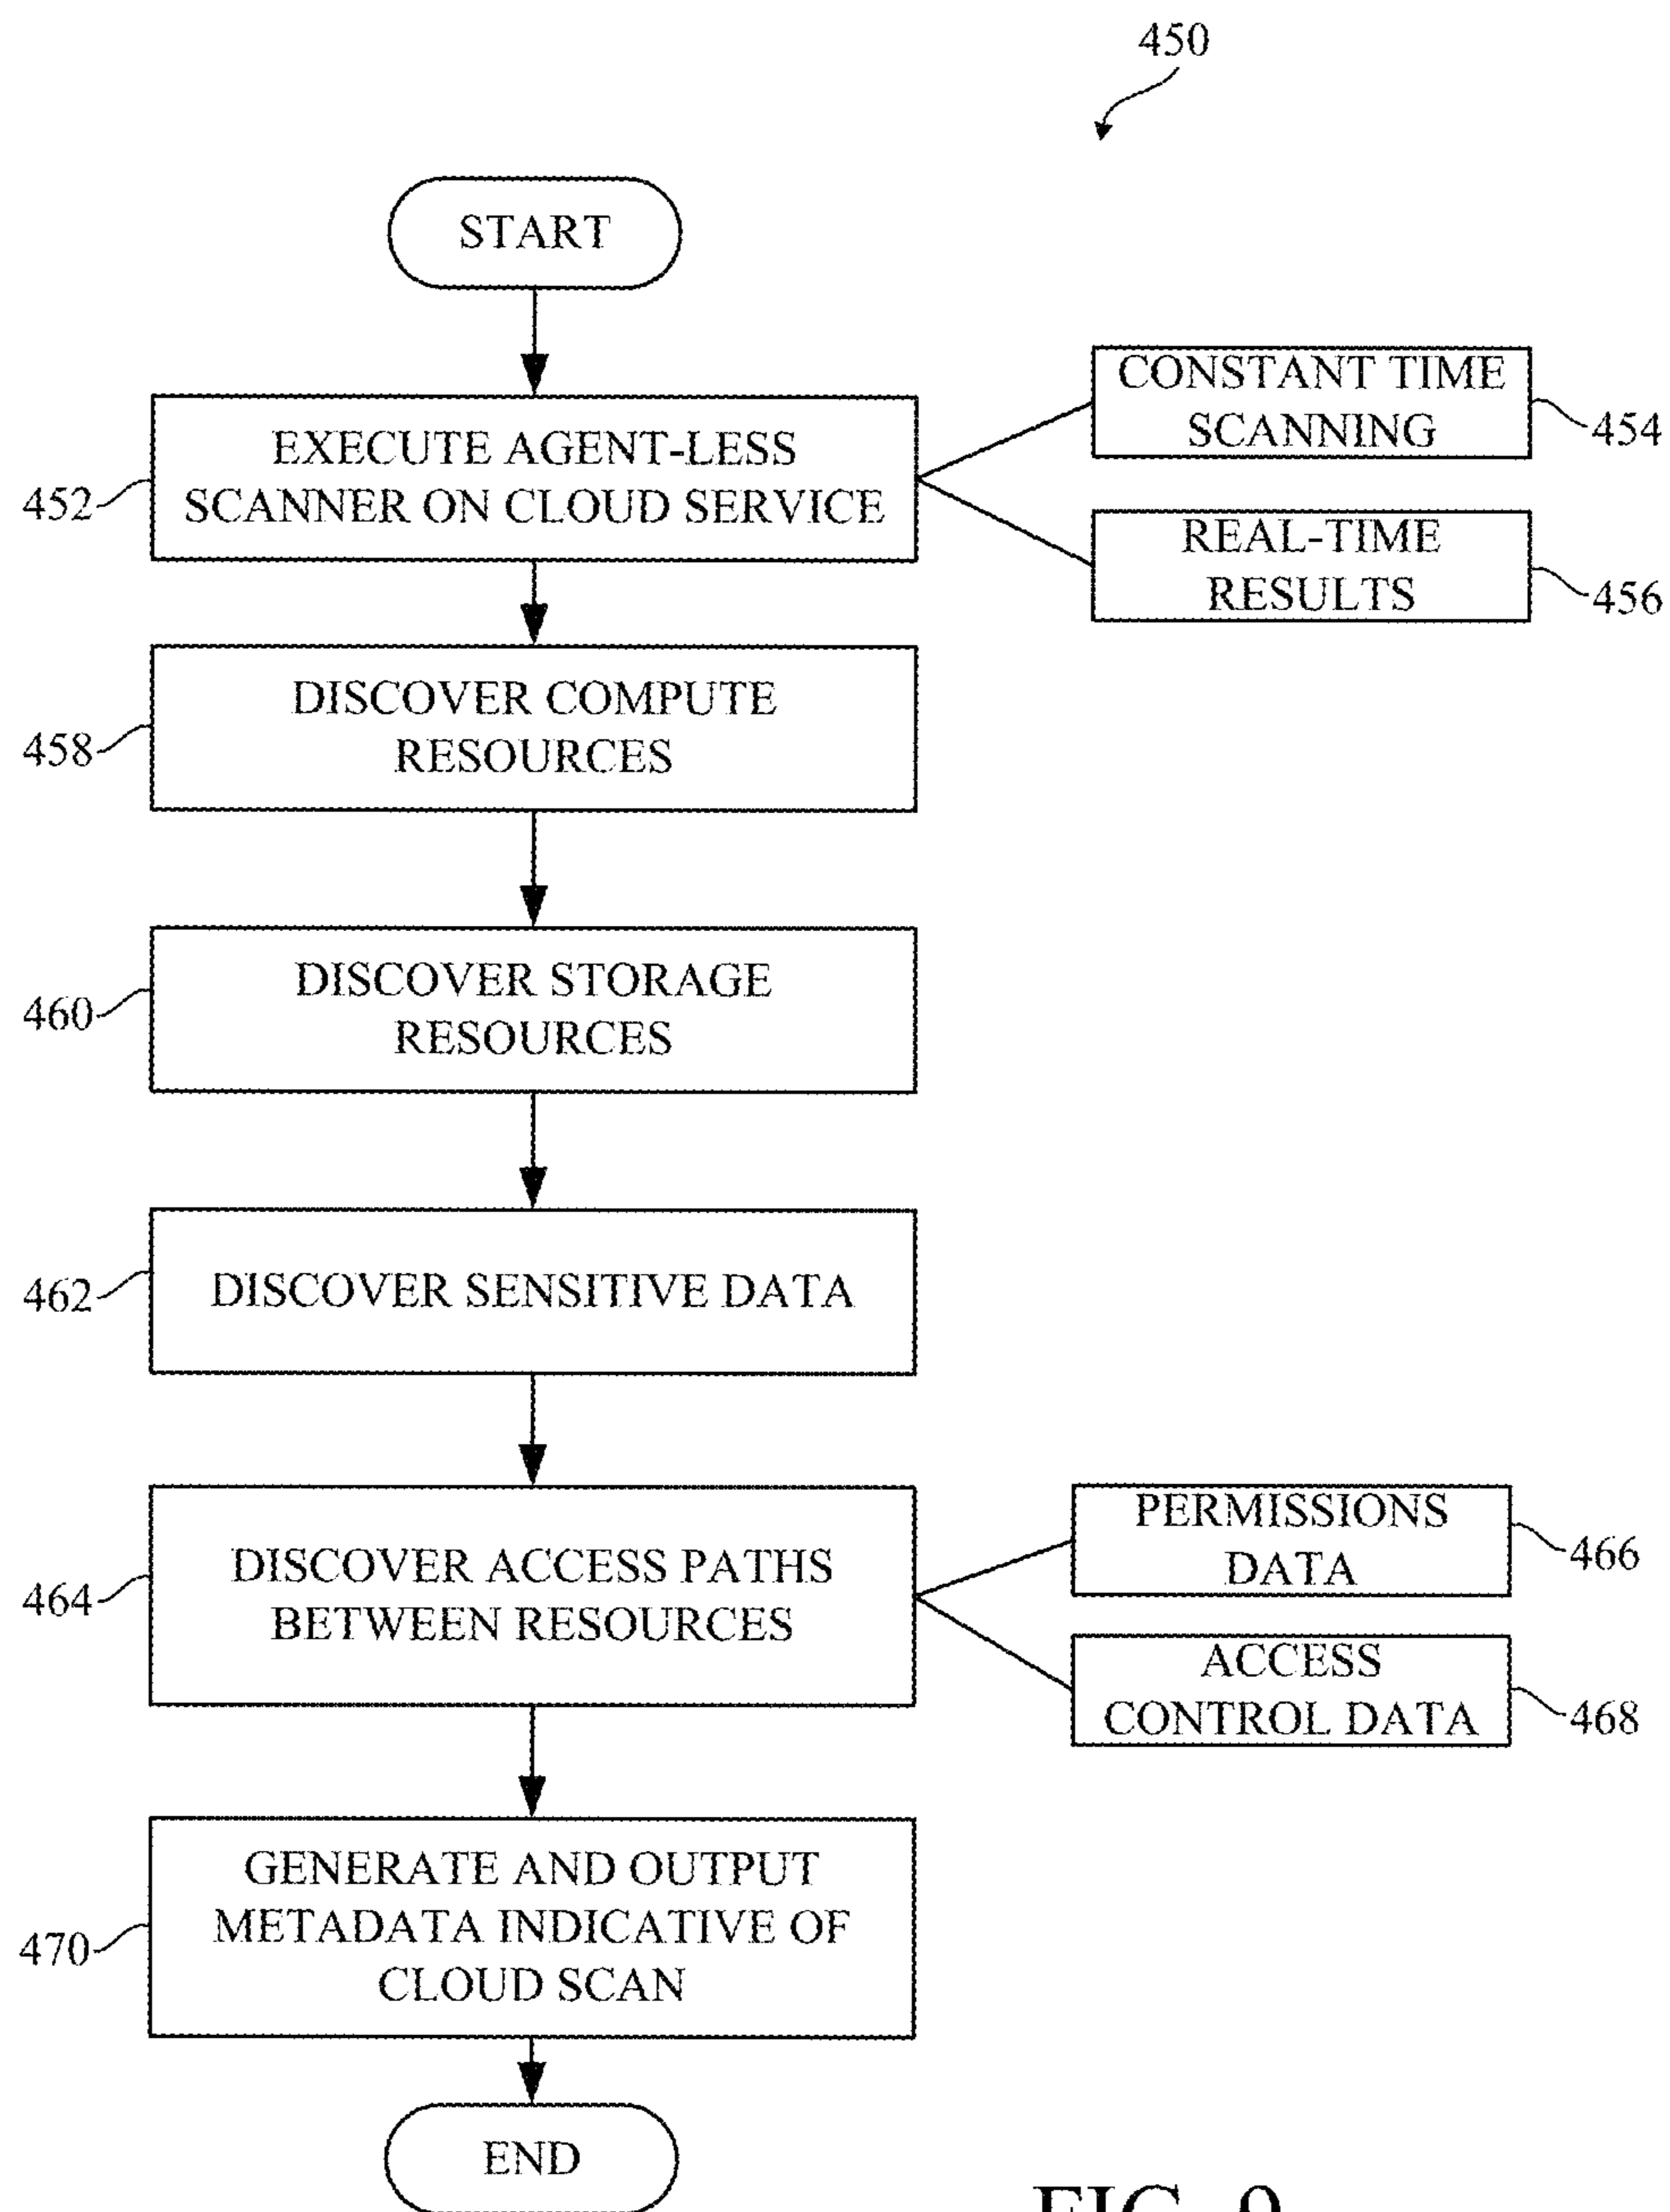 450
START
EXECUTE AGENT-LESS
SCANNER ON CLOUD SERVICE
452
CONSTANT TIME
SCANNING
454
REAL-TIME
RESULTS
456
DISCOVER COMPUTE
RESOURCES
458
DISCOVER STORAGE
RESOURCES
460
DISCOVER SENSITIVE DATA
462
DISCOVER ACCESS PATHS
BETWEEN RESOURCES
464
PERMISSIONS
DATA
466
ACCESS
CONTROL DATA
468
GENERATE AND OUTPUT
METADATA INDICATIVE OF
CLOUD SCAN
470
END
FIG. 9